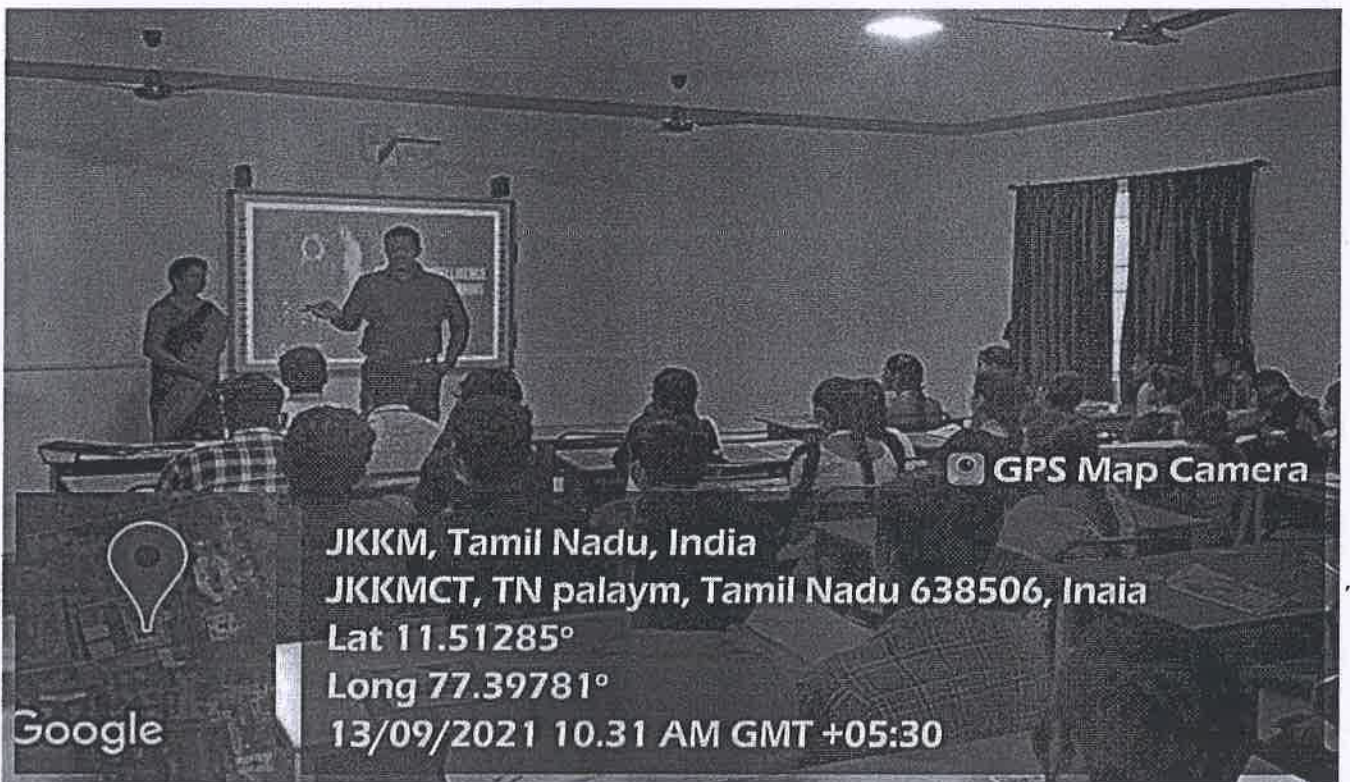 GPS Map Camera
JKKM, Tamil Nadu, India
JKKMCT, TN palaym, Tamil Nadu 638506, Inaia
Lat 11.51285°
Long 77.39781°
13/09/2021 10.31 AM GMT +05:30
Google